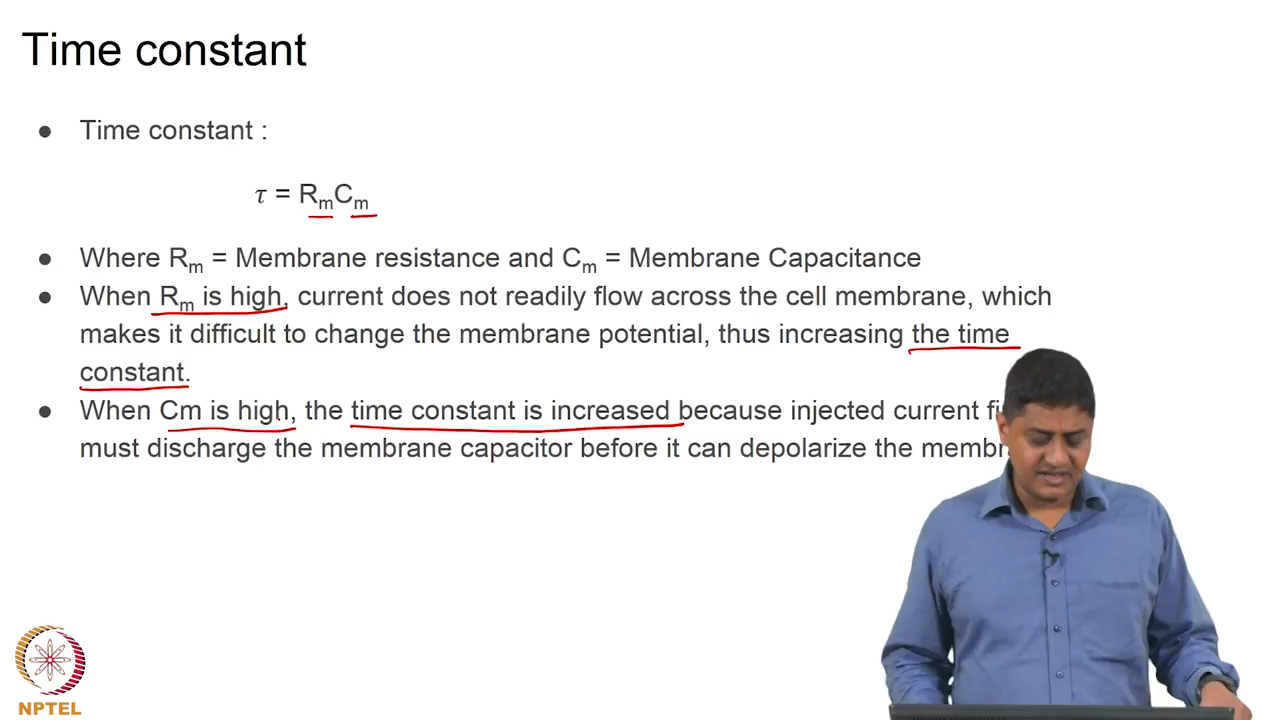 Time constant
● Time constant :
τ = RmCm
● Where Rm = Membrane resistance and Cm = Membrane Capacitance
● When Rm is high, current does not readily flow across the cell membrane, which
makes it difficult to change the membrane potential, thus increasing the time
constant.
● When Cm is high, the time constant is increased because injected current
must discharge the membrane capacitor before it can depolarize the
NPTEL